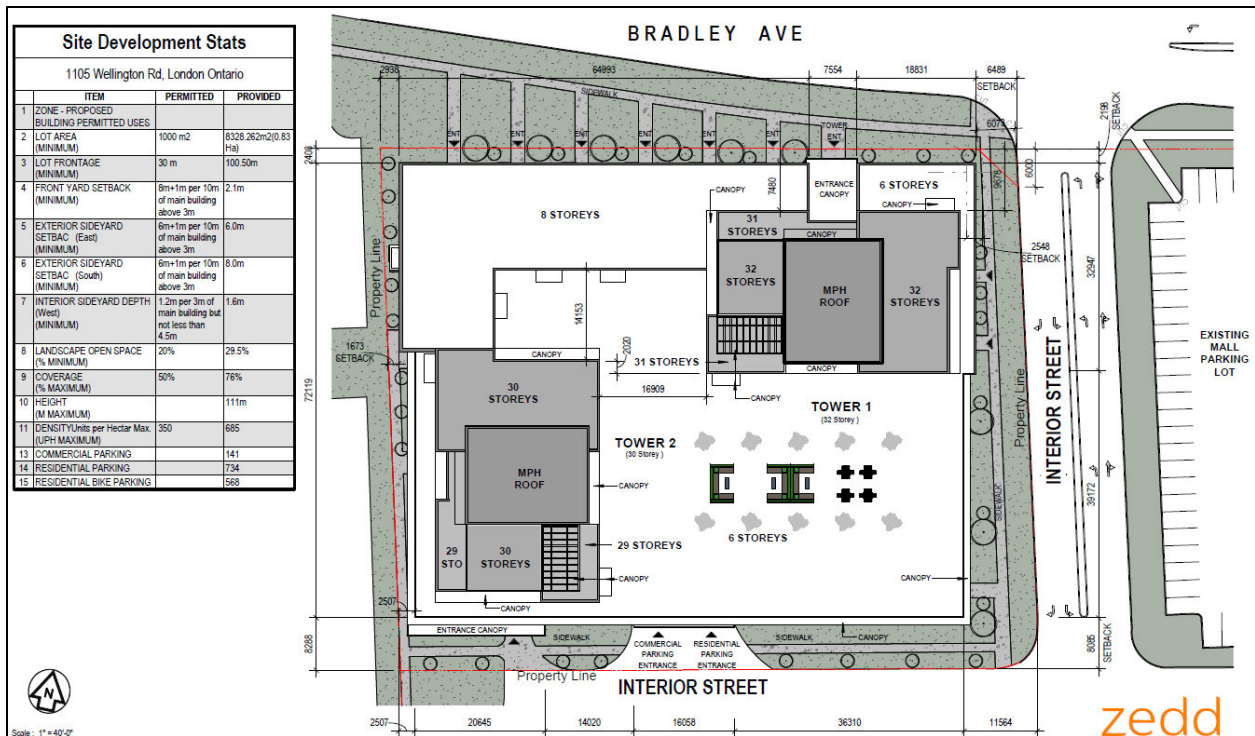 Site Development Stats
1105 Wellington Rd, London Ontario
ITEM PERMITTED PROVIDED
1 ZONE - PROPOSED
BUILDING PERMITTED USES
2 LOT AREA 1000 m2 8328.262m2(0.83
(MINIMUM) Ha)
3 LOT FRONTAGE 30 m 100.50m
(MINIMUM)
4 FRONT YARD SETBACK 8m+1m per 10m 2.1m
(MINIMUM) of main building
above 3m
5 EXTERIOR SIDEYARD 6m+1m per 10m 6.0m
SETBAC (East) of main building
(MINIMUM) above 3m
6 EXTERIOR SIDEYARD 6m+1m per 10m 8.0m
SETBAC (South) of main building
(MINIMUM) above 3m
7 INTERIOR SIDEYARD DEPTH 1.2m per 3m of 1.6m
(West) main building but
(MINIMUM) not less than
4.5m
8 LANDSCAPE OPEN SPACE 20% 29.5%
(% MINIMUM)
9 COVERAGE 50% 76%
(% MAXIMUM)
10 HEIGHT 111m
(M MAXIMUM)
11 DENSITYUnits per Hectar Max. 350 685
(UPH MAXIMUM)
13 COMMERCIAL PARKING 141
14 RESIDENTIAL PARKING 734
15 RESIDENTIAL BIKE PARKING 568
BRADLEY AVE
2938
64993
7554
18831
6489
SETBACK
SIDEWALK
6073
2198
SETBACK
ENT
ENT
ENT
ENT
ENT
TOWER
ENT
2408
6000
9678
7480
CANOPY
ENTRANCE
CANOPY
6 STOREYS
CANOPY
8 STOREYS
31
STOREYS
CANOPY
32
STOREYS
MPH
ROOF
32
STOREYS
2548
SETBACK
32947
Property Line
14153
2020
CANOPY
31 STOREYS
CANOPY
16909
CANOPY
1673
SETBACK
72119
EXISTING
MALL
PARKING
LOT
30
STOREYS
TOWER 1
(32 Storey)
TOWER 2
(30 Storey)
Property Line
INTERIOR STREET
MPH
ROOF
CANOPY
39172
SIDEWALK
6 STOREYS
29 STOREYS
29
STO
30
STOREYS
CANOPY
CANOPY
CANOPY
2507
ENTRANCE CANOPY
SIDEWALK
COMMERCIAL
PARKING
ENTRANCE
RESIDENTIAL
PARKING
ENTRANCE
SIDEWALK
CANOPY
8288
8085
SETBACK
Property Line
INTERIOR STREET
N
2507
20645
14020
16058
36310
11564
Scale : 1" = 40'-0"
zedd